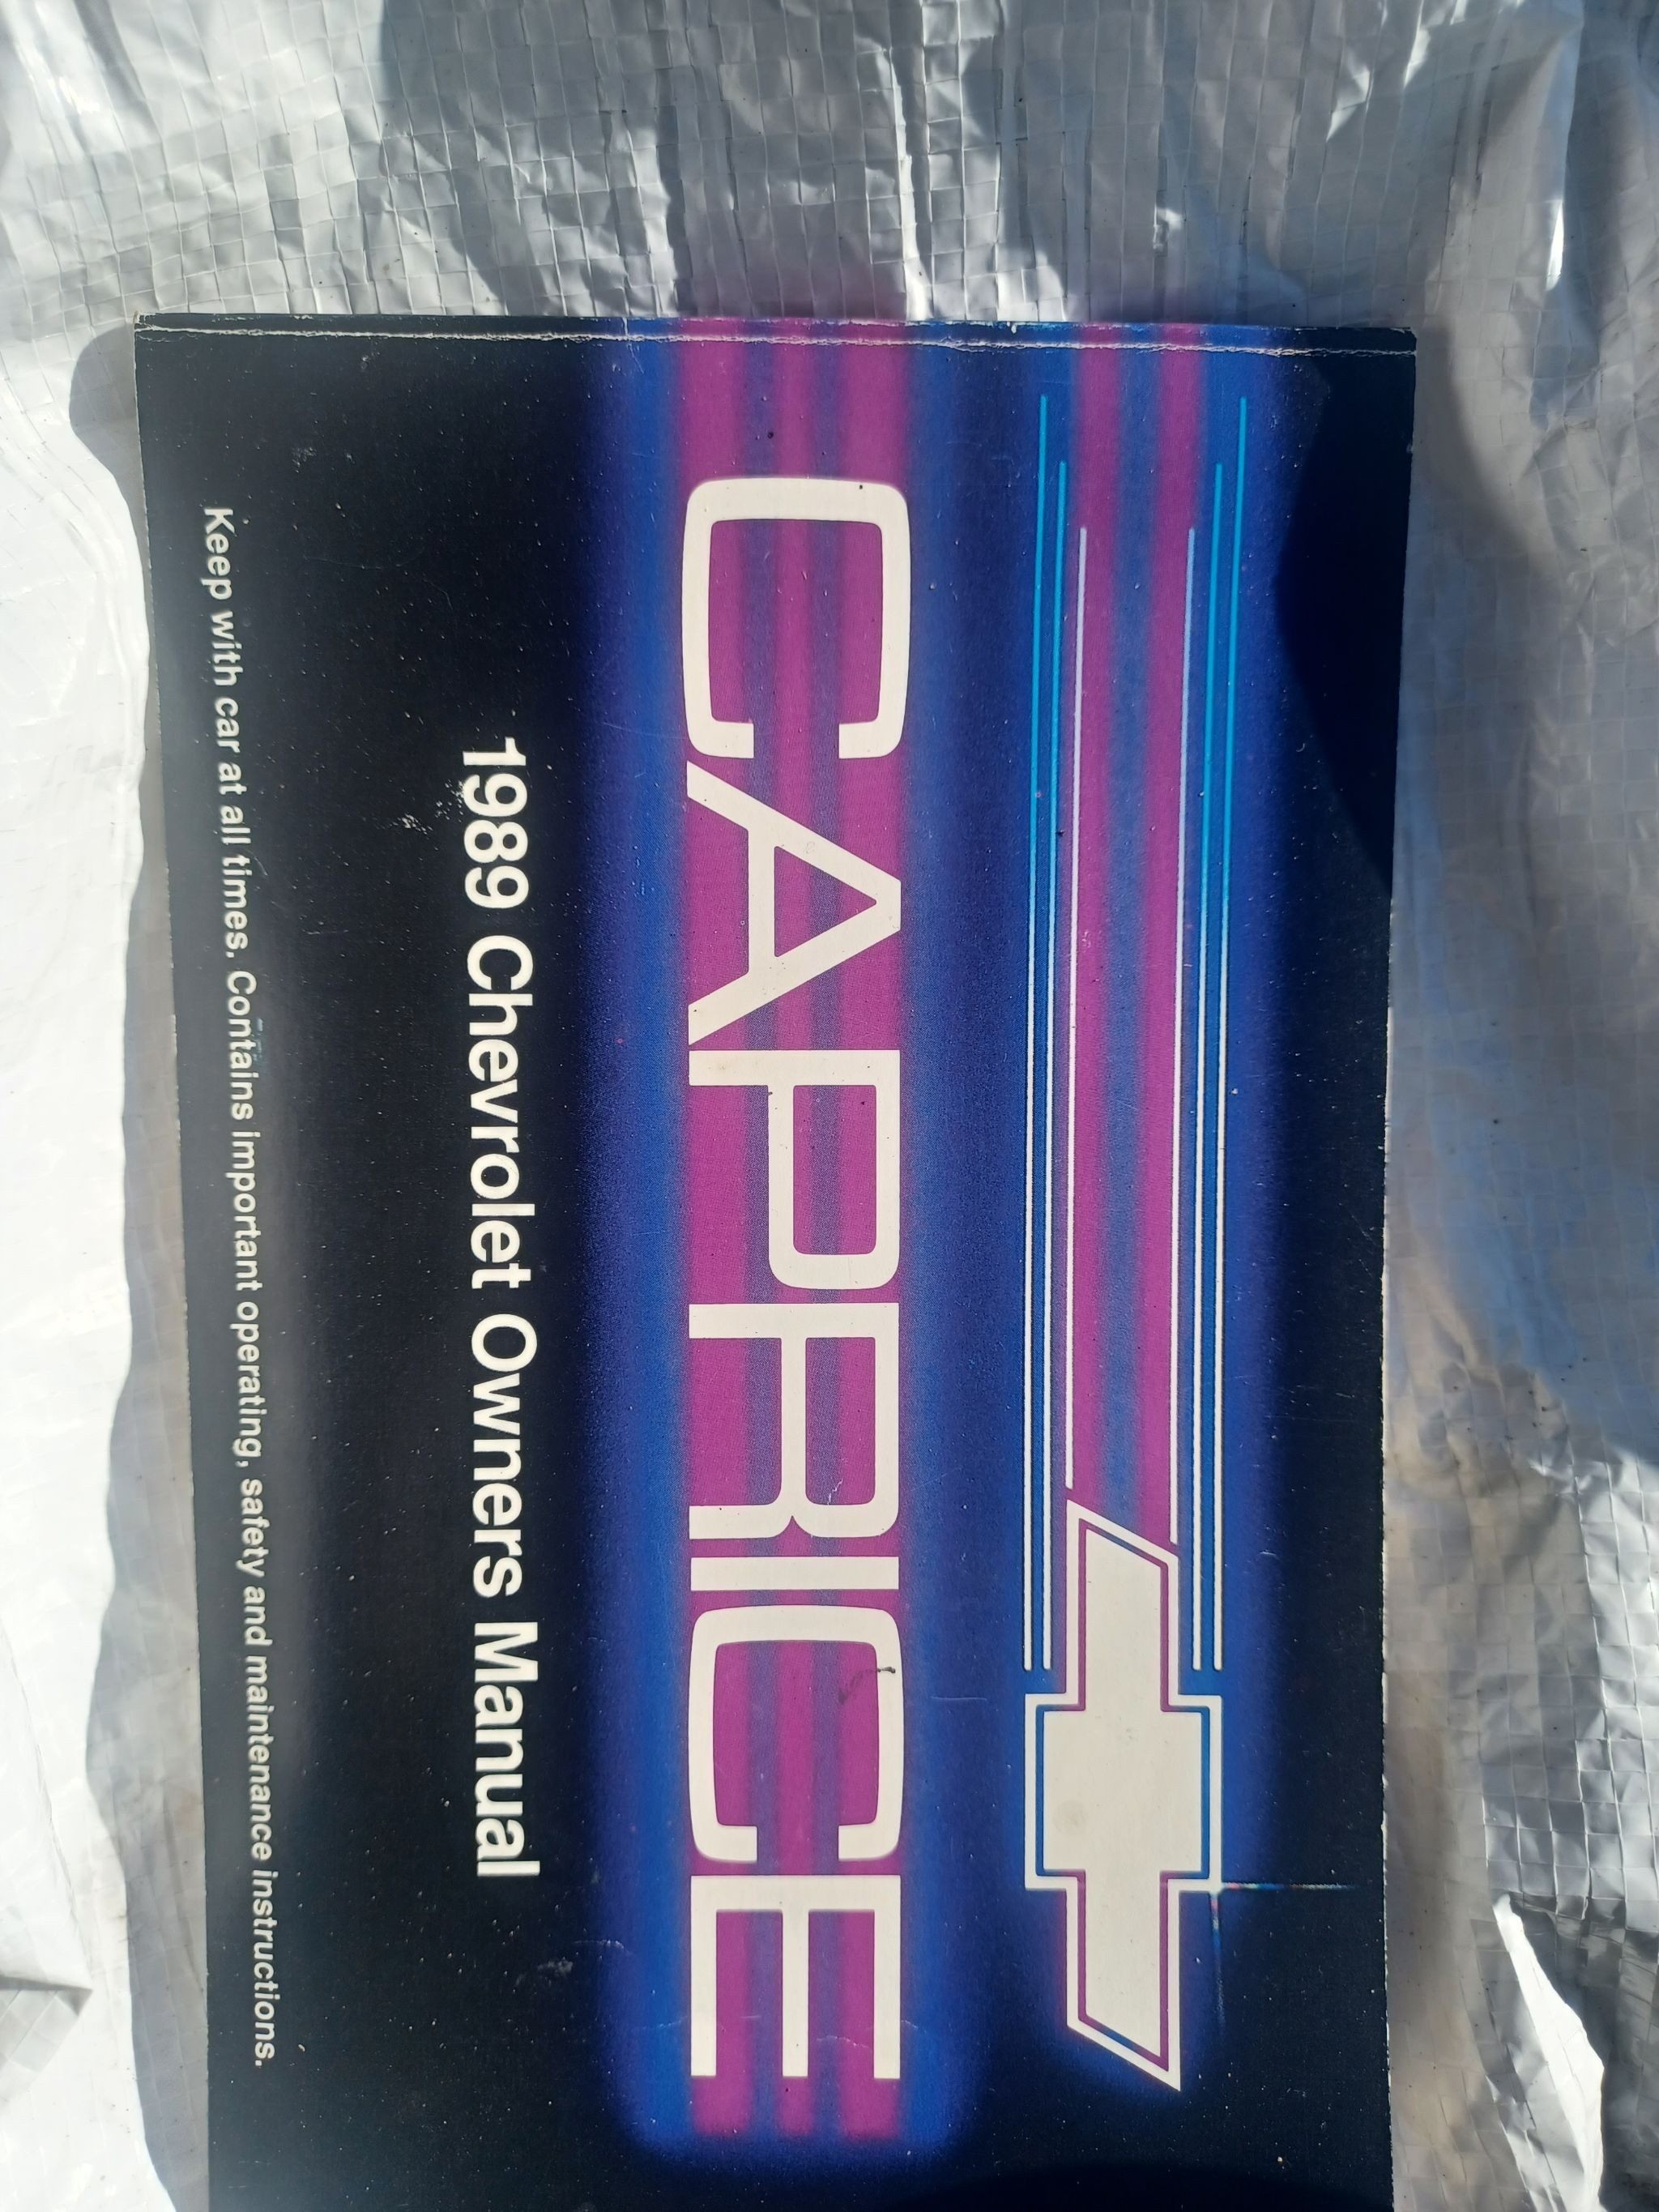 CAPRICE
1989 Chevrolet Owners Manual
Keep with car at all times. Contains important operating, safety and maintenance instructions.